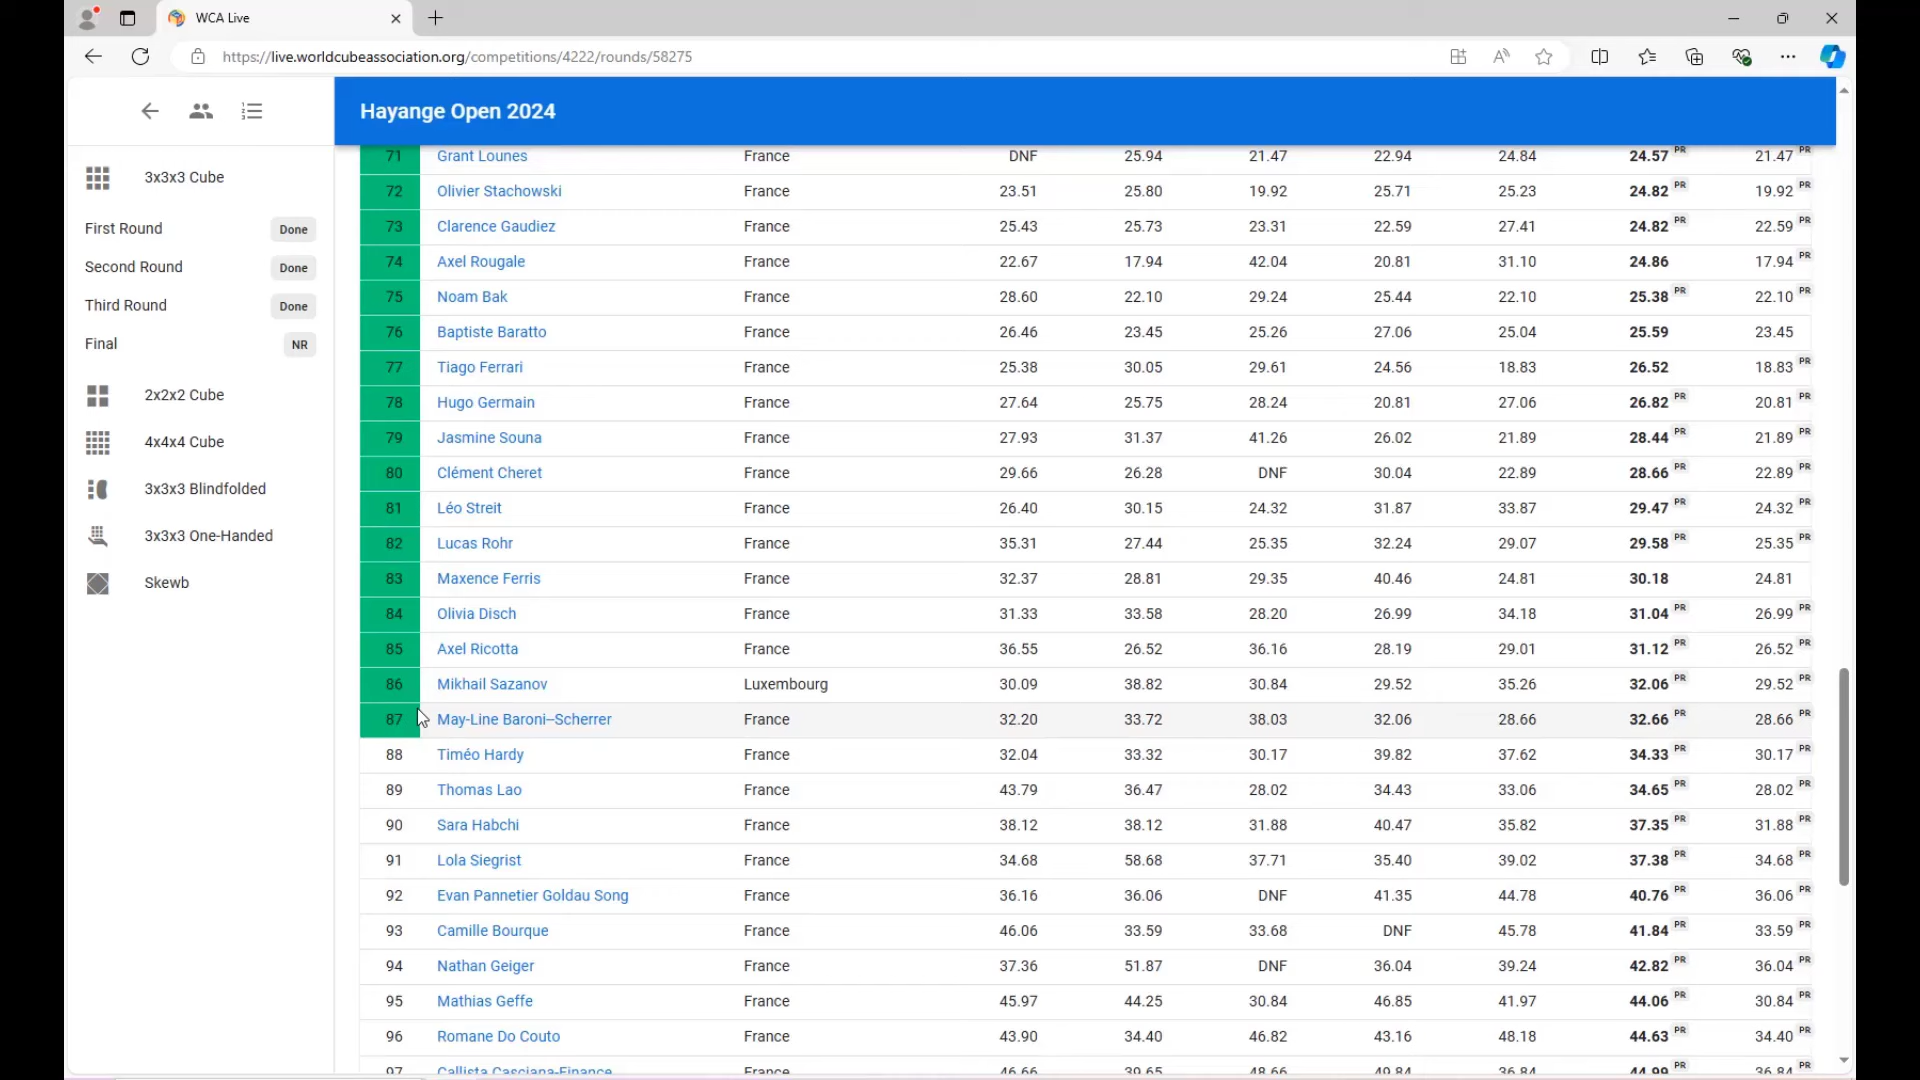 WCA Live
https://live.worldcubeassociation.org/competitions/4222/rounds/58275
Hayange Open 2024
3x3x3 Cube
First Round Done
Second Round Done
Third Round Done
Final NR
2x2x2 Cube
4x4x4 Cube
3x3x3 Blindfolded
3x3x3 One-Handed
Skewb
71 Grant Lounes France DNF 25.94 21.47 22.94 24.84 24.57 PR 21.47 PR
72 Olivier Stachowski France 23.51 25.80 19.92 25.71 25.23 24.82 PR 19.92 PR
73 Clarence Gaudiez France 25.43 25.73 23.31 22.59 27.41 24.82 PR 22.59 PR
74 Axel Rougale France 22.67 17.94 42.04 20.81 31.10 24.86 17.94 PR
75 Noam Bak France 28.60 22.10 29.24 25.44 22.10 25.38 PR 22.10 PR
76 Baptiste Baratto France 26.46 23.45 25.26 27.06 25.04 25.59 23.45
77 Tiago Ferrari France 25.38 30.05 29.61 24.56 18.83 26.52 18.83 PR
78 Hugo Germain France 27.64 25.75 28.24 20.81 27.06 26.82 PR 20.81 PR
79 Jasmine Souna France 27.93 31.37 41.26 26.02 21.89 28.44 PR 21.89 PR
80 Clément Cheret France 29.66 26.28 DNF 30.04 22.89 28.66 PR 22.89 PR
81 Léo Streit France 26.40 30.15 24.32 31.87 33.87 29.47 PR 24.32 PR
82 Lucas Rohr France 35.31 27.44 25.35 32.24 29.07 29.58 PR 25.35 PR
83 Maxence Ferris France 32.37 28.81 29.35 40.46 24.81 30.18 24.81
84 Olivia Disch France 31.33 33.58 28.20 26.99 34.18 31.04 PR 26.99 PR
85 Axel Ricotta France 36.55 26.52 36.16 28.19 29.01 31.12 PR 26.52 PR
86 Mikhail Sazanov Luxembourg 30.09 38.82 30.84 29.52 35.26 32.06 PR 29.52 PR
87 May-Line Baroni--Scherrer France 32.20 33.72 38.03 32.06 28.66 32.66 PR 28.66 PR
88 Timéo Hardy France 32.04 33.32 30.17 39.82 37.62 34.33 PR 30.17 PR
89 Thomas Lao France 43.79 36.47 28.02 34.43 33.06 34.65 PR 28.02 PR
90 Sara Habchi France 38.12 38.12 31.88 40.47 35.82 37.35 PR 31.88 PR
91 Lola Siegrist France 34.68 58.68 37.71 35.40 39.02 37.38 PR 34.68 PR
92 Evan Pannetier Goldau Song France 36.16 36.06 DNF 41.35 44.78 40.76 PR 36.06 PR
93 Camille Bourque France 46.06 33.59 33.68 DNF 45.78 41.84 PR 33.59 PR
94 Nathan Geiger France 37.36 51.87 DNF 36.04 39.24 42.82 PR 36.04 PR
95 Mathias Geffe France 45.97 44.25 30.84 46.85 41.97 44.06 PR 30.84 PR
96 Romane Do Couto France 43.90 34.40 46.82 43.16 48.18 44.63 PR 34.40 PR
97 Callista Casciana-Finance France 46.66 39.65 48.66 49.84 36.84 44.99 PR 36.84 PR